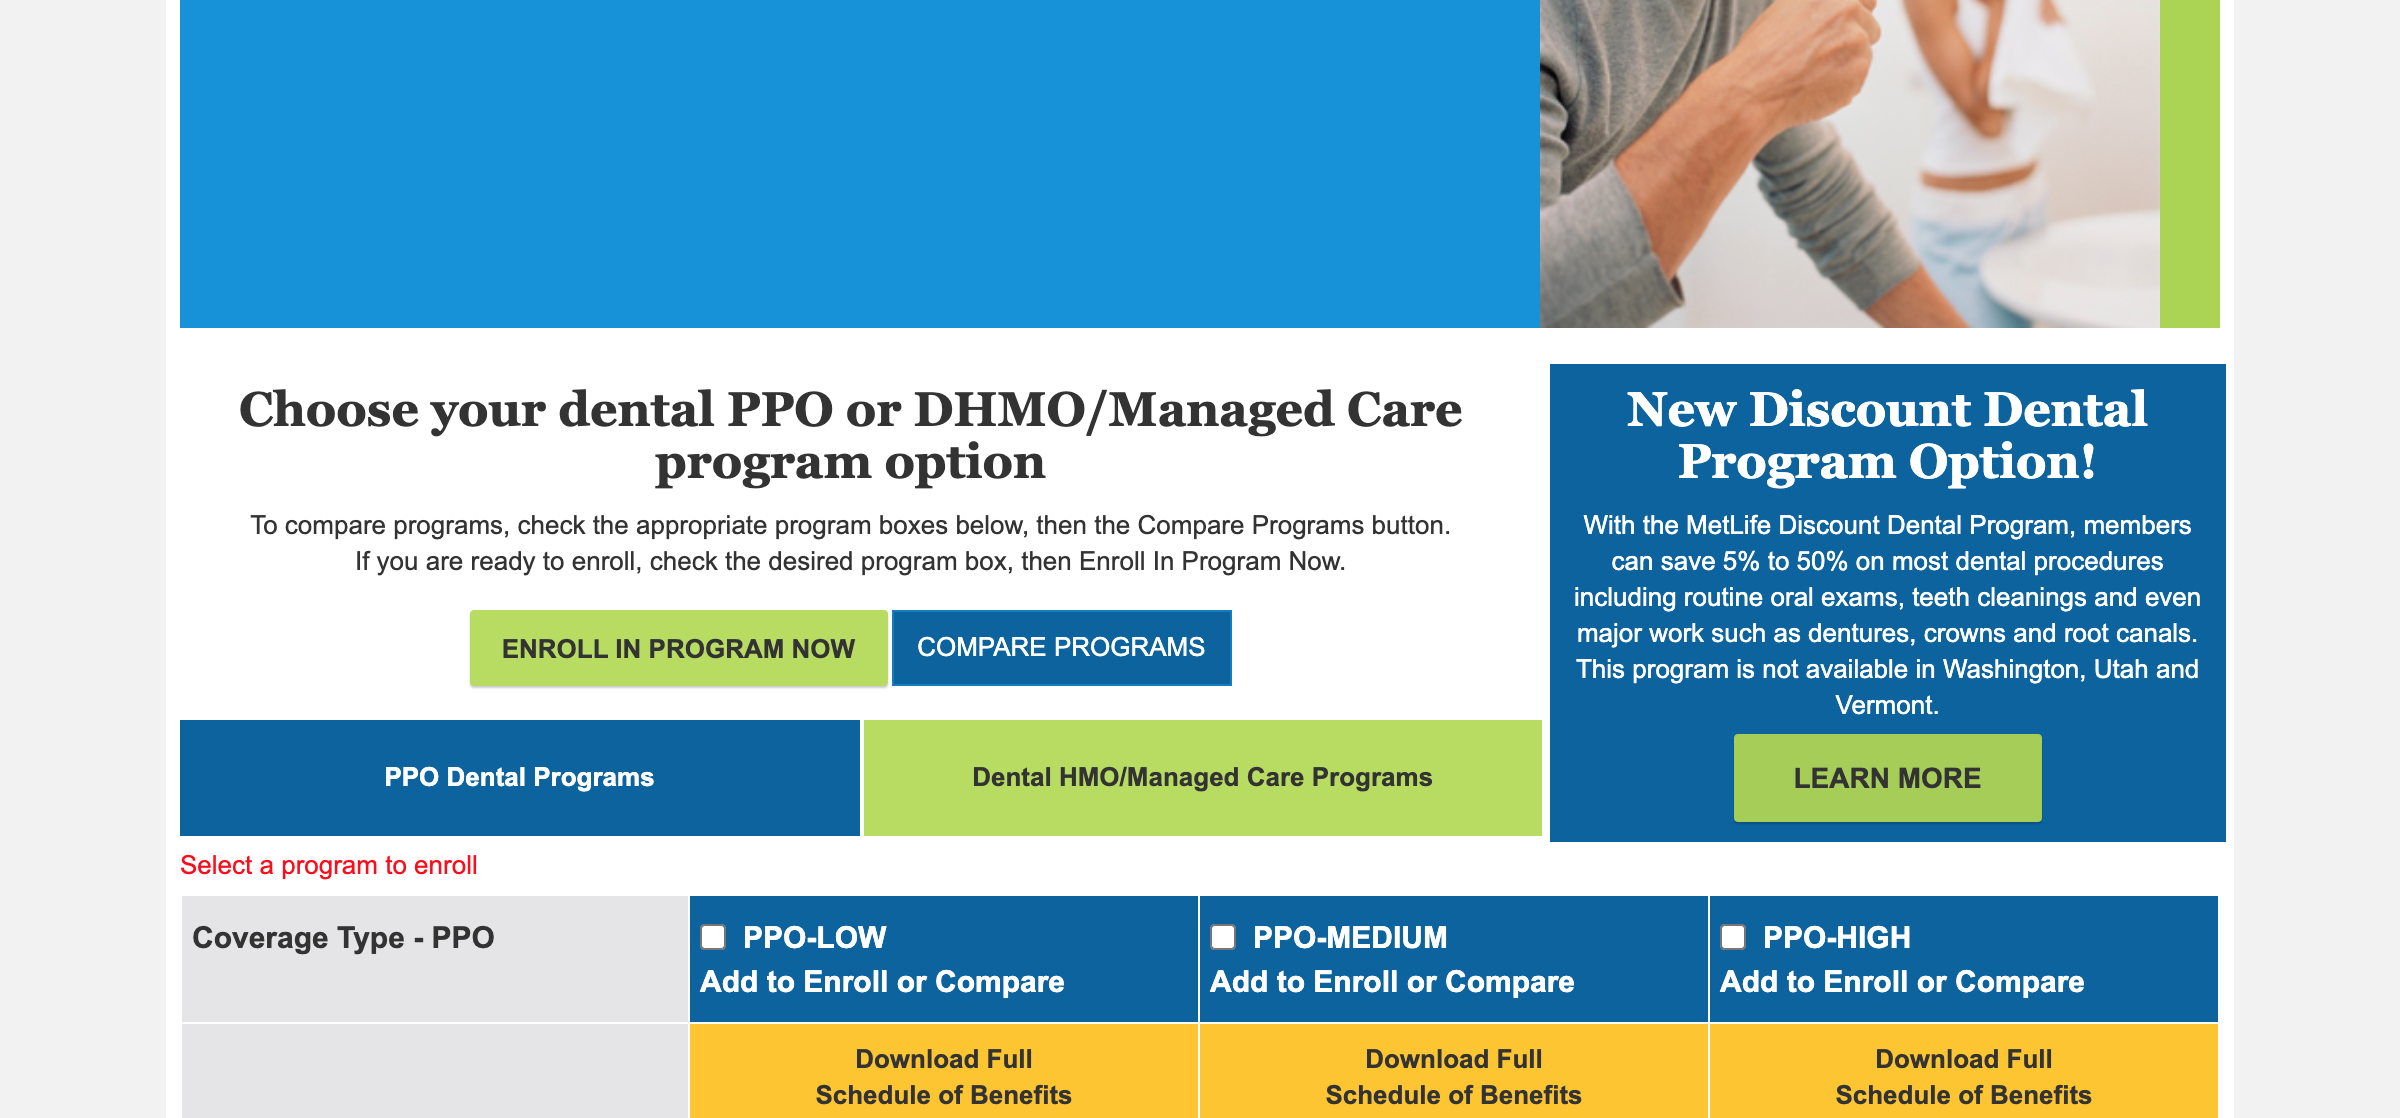 Choose your dental PPO or DHMO/Managed Care
program option
To compare programs, check the appropriate program boxes below, then the Compare Programs button.
If you are ready to enroll, check the desired program box, then Enroll In Program Now.
ENROLL IN PROGRAM NOW
COMPARE PROGRAMS
New Discount Dental
Program Option!
With the MetLife Discount Dental Program, members
can save 5% to 50% on most dental procedures
including routine oral exams, teeth cleanings and even
major work such as dentures, crowns and root canals.
This program is not available in Washington, Utah and
Vermont.
LEARN MORE
PPO Dental Programs
Dental HMO/Managed Care Programs
Select a program to enroll
Coverage Type - PPO
PPO-LOW
Add to Enroll or Compare
PPO-MEDIUM
Add to Enroll or Compare
PPO-HIGH
Add to Enroll or Compare
Download Full
Schedule of Benefits
Download Full
Schedule of Benefits
Download Full
Schedule of Benefits